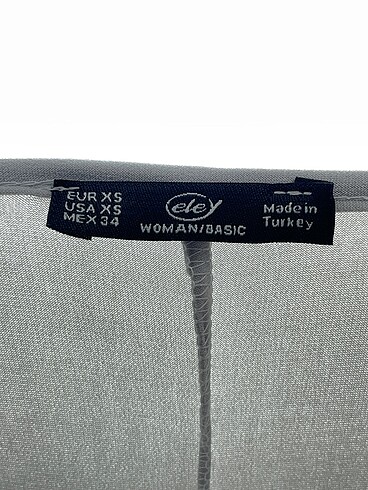 EUR XS
USA XS
MEX 34
eley
WOMAN/BASIC
Made in
Turkey